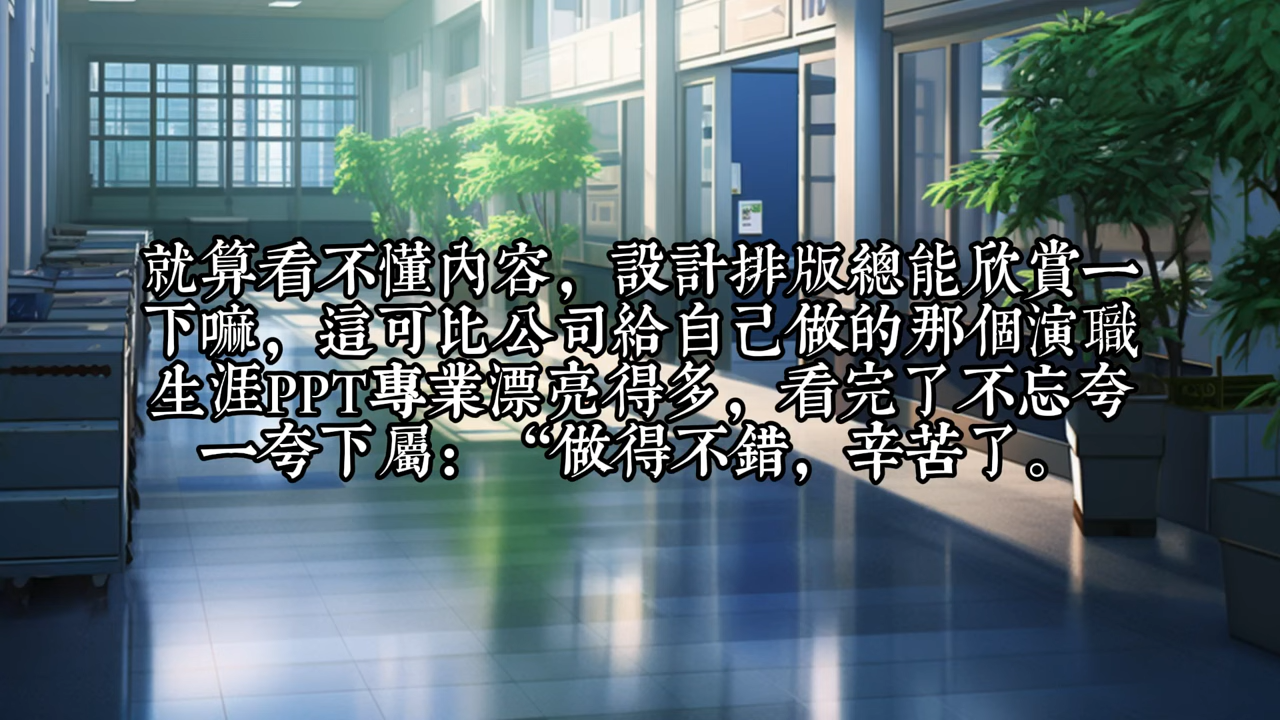 就算看不懂內容，設計排版總能欣賞一
下嘛，這可比公司給自己做的那個演職
生涯PPT專業漂亮得多，看完了不忘夸
一夸下屬：“做得不錯，辛苦了。